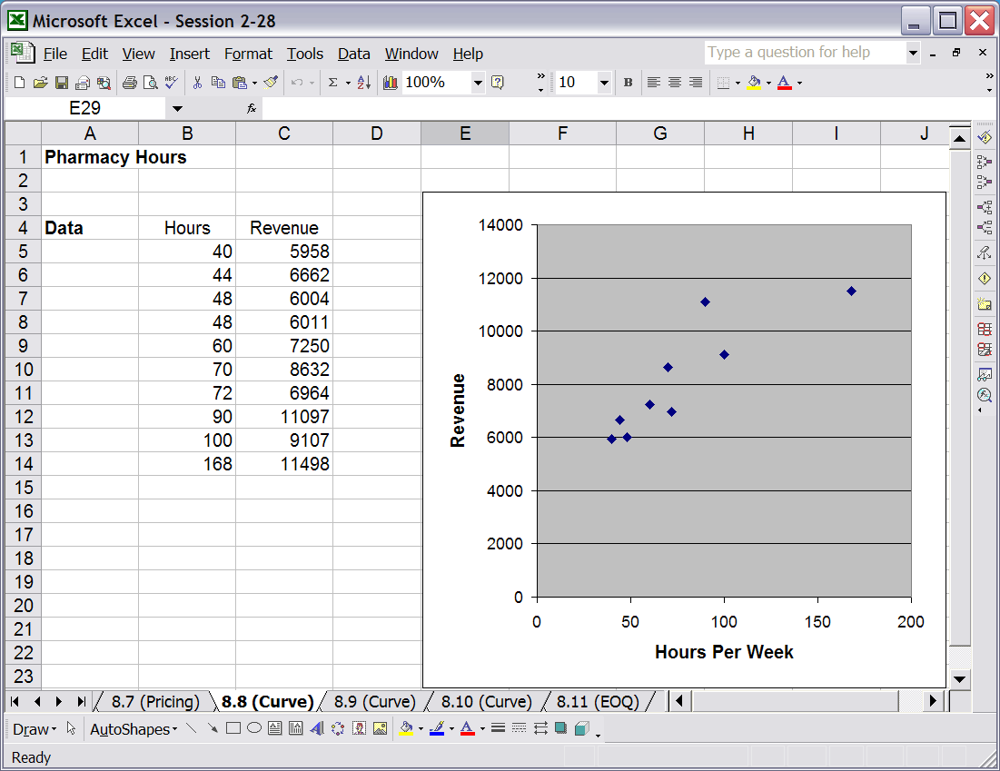 Microsoft Excel - Session 2-28
File Edit View Insert Format Tools Data Window Help Type a question for help
100% 10 B
E29 fx
A B C D E F G H I J
1 Pharmacy Hours
2
3
4 Data Hours Revenue
5 40 5958
6 44 6662
7 48 6004
8 48 6011
9 60 7250
10 70 8632
11 72 6964
12 90 11097
13 100 9107
14 168 11498
15
16
17
18
19
20
21
22
23
14000
12000
10000
8000
6000
4000
2000
0
Revenue
0 50 100 150 200
Hours Per Week
8.7 (Pricing) 8.8 (Curve) 8.9 (Curve) 8.10 (Curve) 8.11 (EOQ)
Draw AutoShapes
Ready